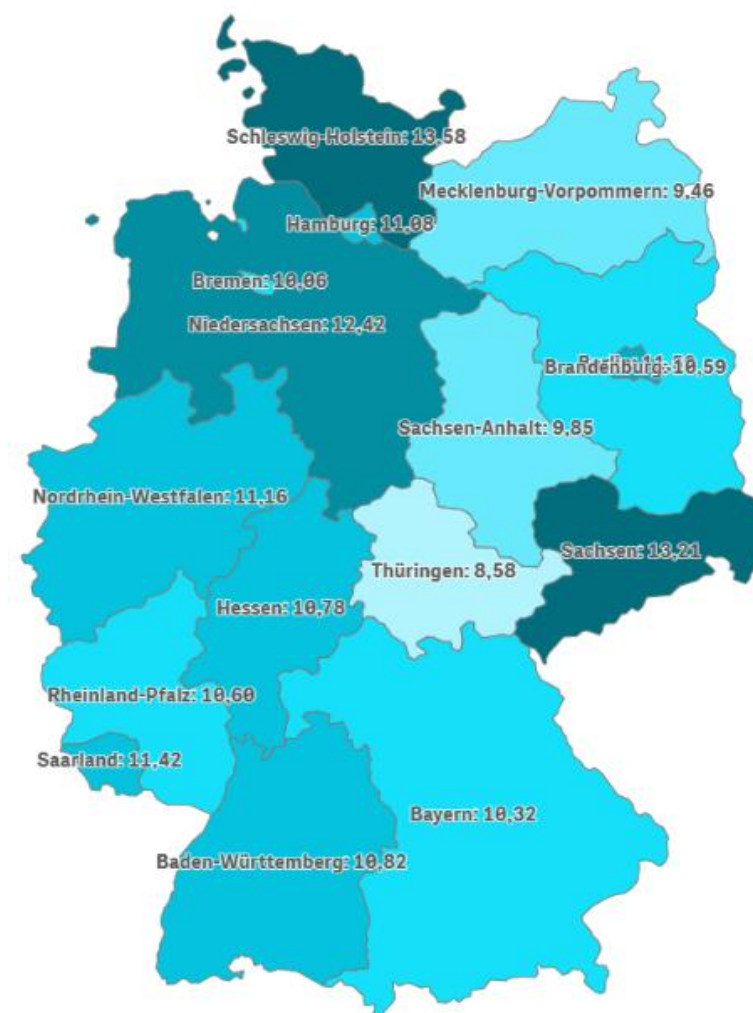 Schleswig-Holstein: 13,58
Mecklenburg-Vorpommern: 9,46
Hamburg: 11,08
Bremen: 10,06
Niedersachsen: 12,42
Brandenburg: 10,59
Sachsen-Anhalt: 9,85
Nordrhein-Westfalen: 11,16
Sachsen: 13,21
Thüringen: 8,58
Hessen: 10,78
Rheinland-Pfalz: 10,60
Saarland: 11,42
Bayern: 10,32
Baden-Württemberg: 10,82